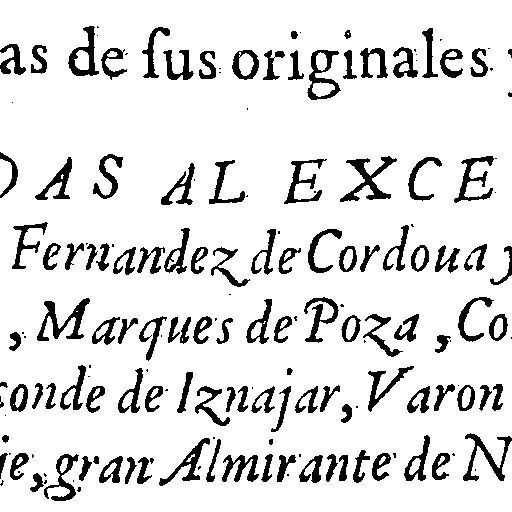 as de ſus originales y
DAS AL EXCE
Fernandez de Cordoua y
, Marques de Poza , Co
conde de Iznajar, Varon
je, gran Almirante de N